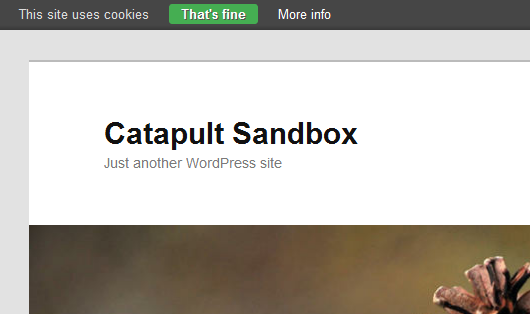 This site uses cookies That's fine More info
Catapult Sandbox
Just another WordPress site